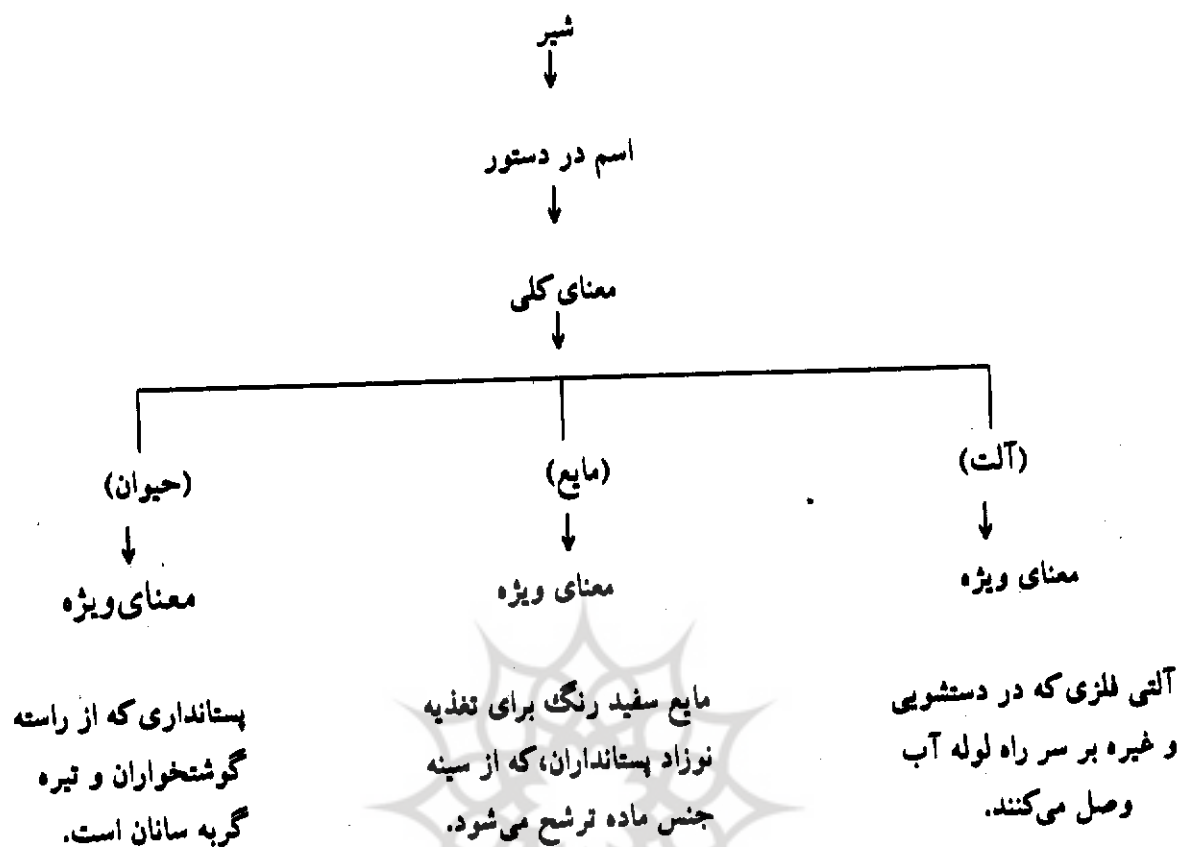 شیر
اسم در دستور
معنای کلی
(آلت)
(مایع)
(حیوان)
معنای ویژه
معنای ویژه
معنای ویژه
آلتی فلزی که در دستشویی
و غیره بر سر راه لوله آب
وصل می‌کنند.
مایع سفید رنگ برای تغذیه
نوزاد پستانداران، که از سینه
جنس ماده ترشح می‌شود.
پستانداری که از راسته
گوشتخواران و تیره
گربه سانان است.